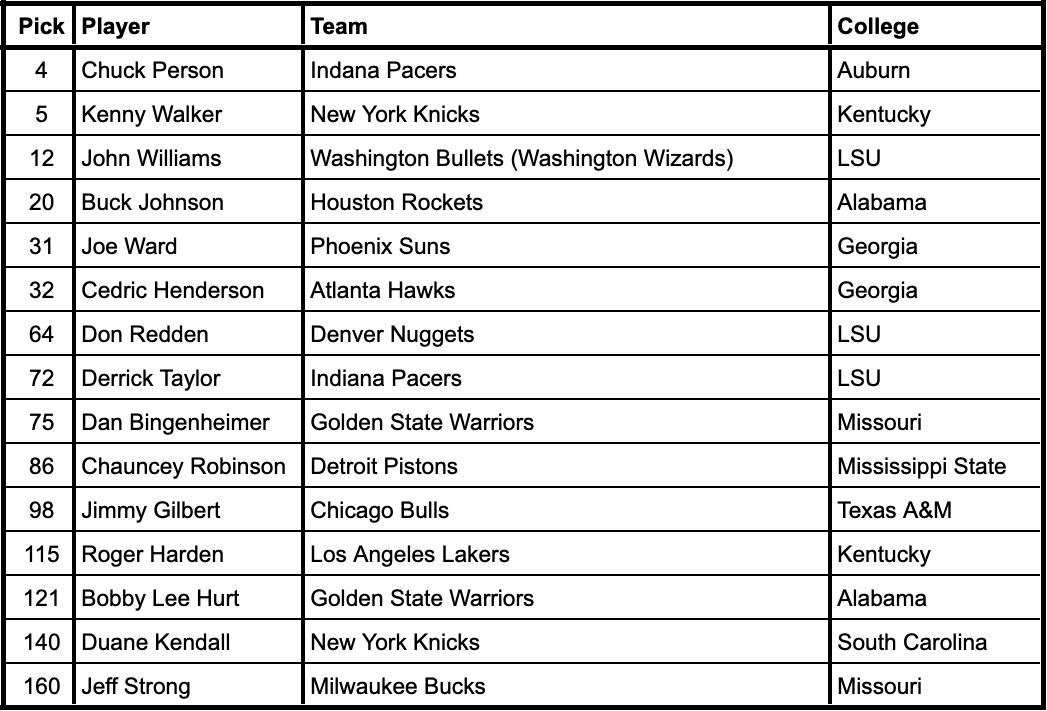 Pick Player Team College
4 Chuck Person Indana Pacers Auburn
5 Kenny Walker New York Knicks Kentucky
12 John Williams Washington Bullets (Washington Wizards) LSU
20 Buck Johnson Houston Rockets Alabama
31 Joe Ward Phoenix Suns Georgia
32 Cedric Henderson Atlanta Hawks Georgia
64 Don Redden Denver Nuggets LSU
72 Derrick Taylor Indiana Pacers LSU
75 Dan Bingenheimer Golden State Warriors Missouri
86 Chauncey Robinson Detroit Pistons Mississippi State
98 Jimmy Gilbert Chicago Bulls Texas A&M
115 Roger Harden Los Angeles Lakers Kentucky
121 Bobby Lee Hurt Golden State Warriors Alabama
140 Duane Kendall New York Knicks South Carolina
160 Jeff Strong Milwaukee Bucks Missouri